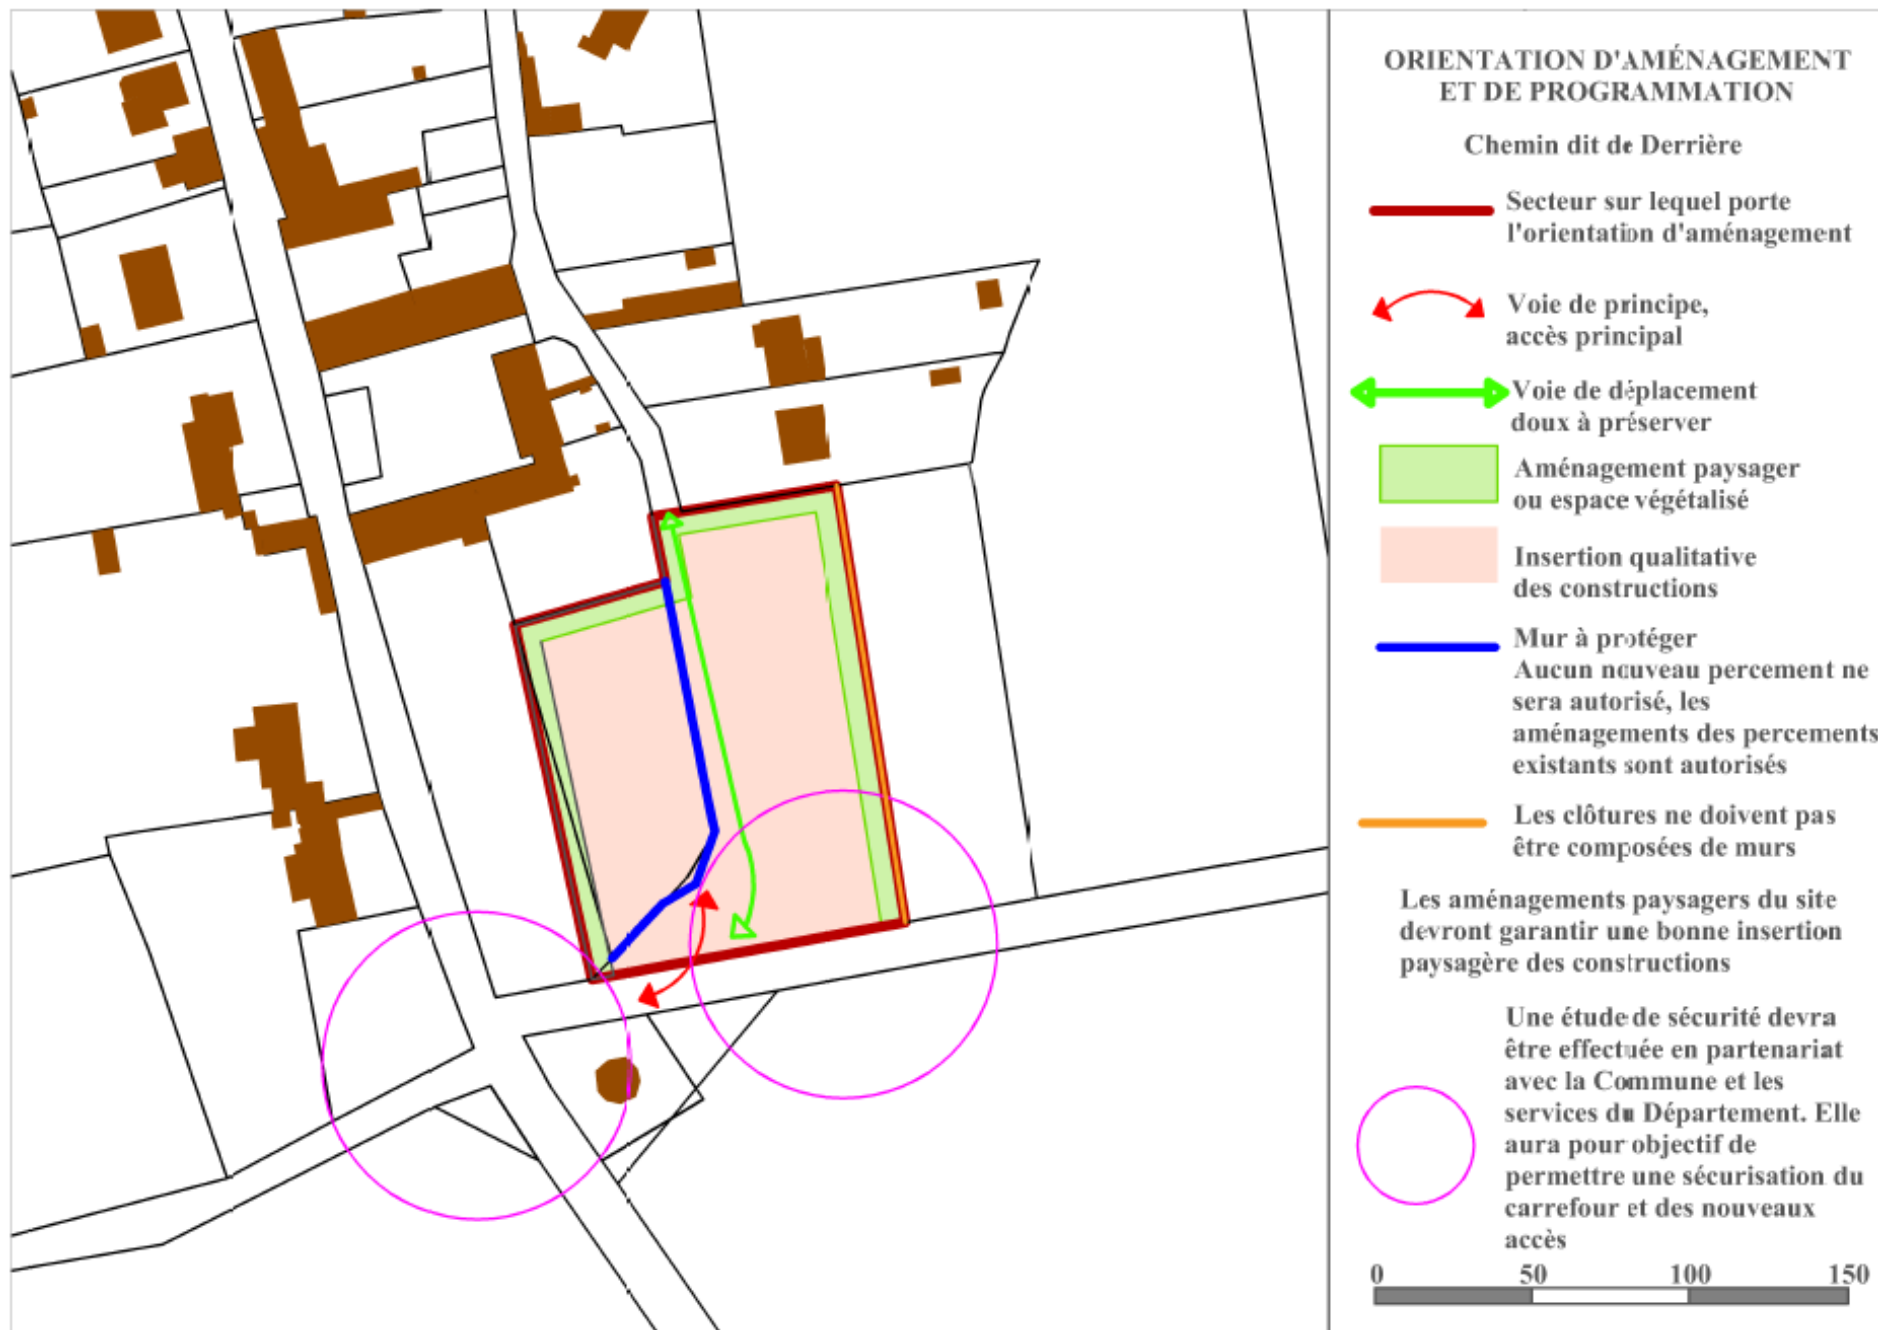 ORIENTATION D'AMÉNAGEMENT
ET DE PROGRAMMATION
Chemin dit de Derrière
Secteur sur lequel porte
l'orientation d'aménagement
Voie de principe,
accès principal
Voie de déplacement
doux à préserver
Aménagement paysager
ou espace végétalisé
Insertion qualitative
des constructions
Mur à protéger
Aucun nouveau percement ne
sera autorisé, les
aménagements des percements
existants sont autorisés
Les clôtures ne doivent pas
être composées de murs
Les aménagements paysagers du site
devront garantir une bonne insertion
paysagère des constructions
Une étude de sécurité devra
être effectuée en partenariat
avec la Commune et les
services du Département. Elle
aura pour objectif de
permettre une sécurisation du
carrefour et des nouveaux
accès
0 50 100 150